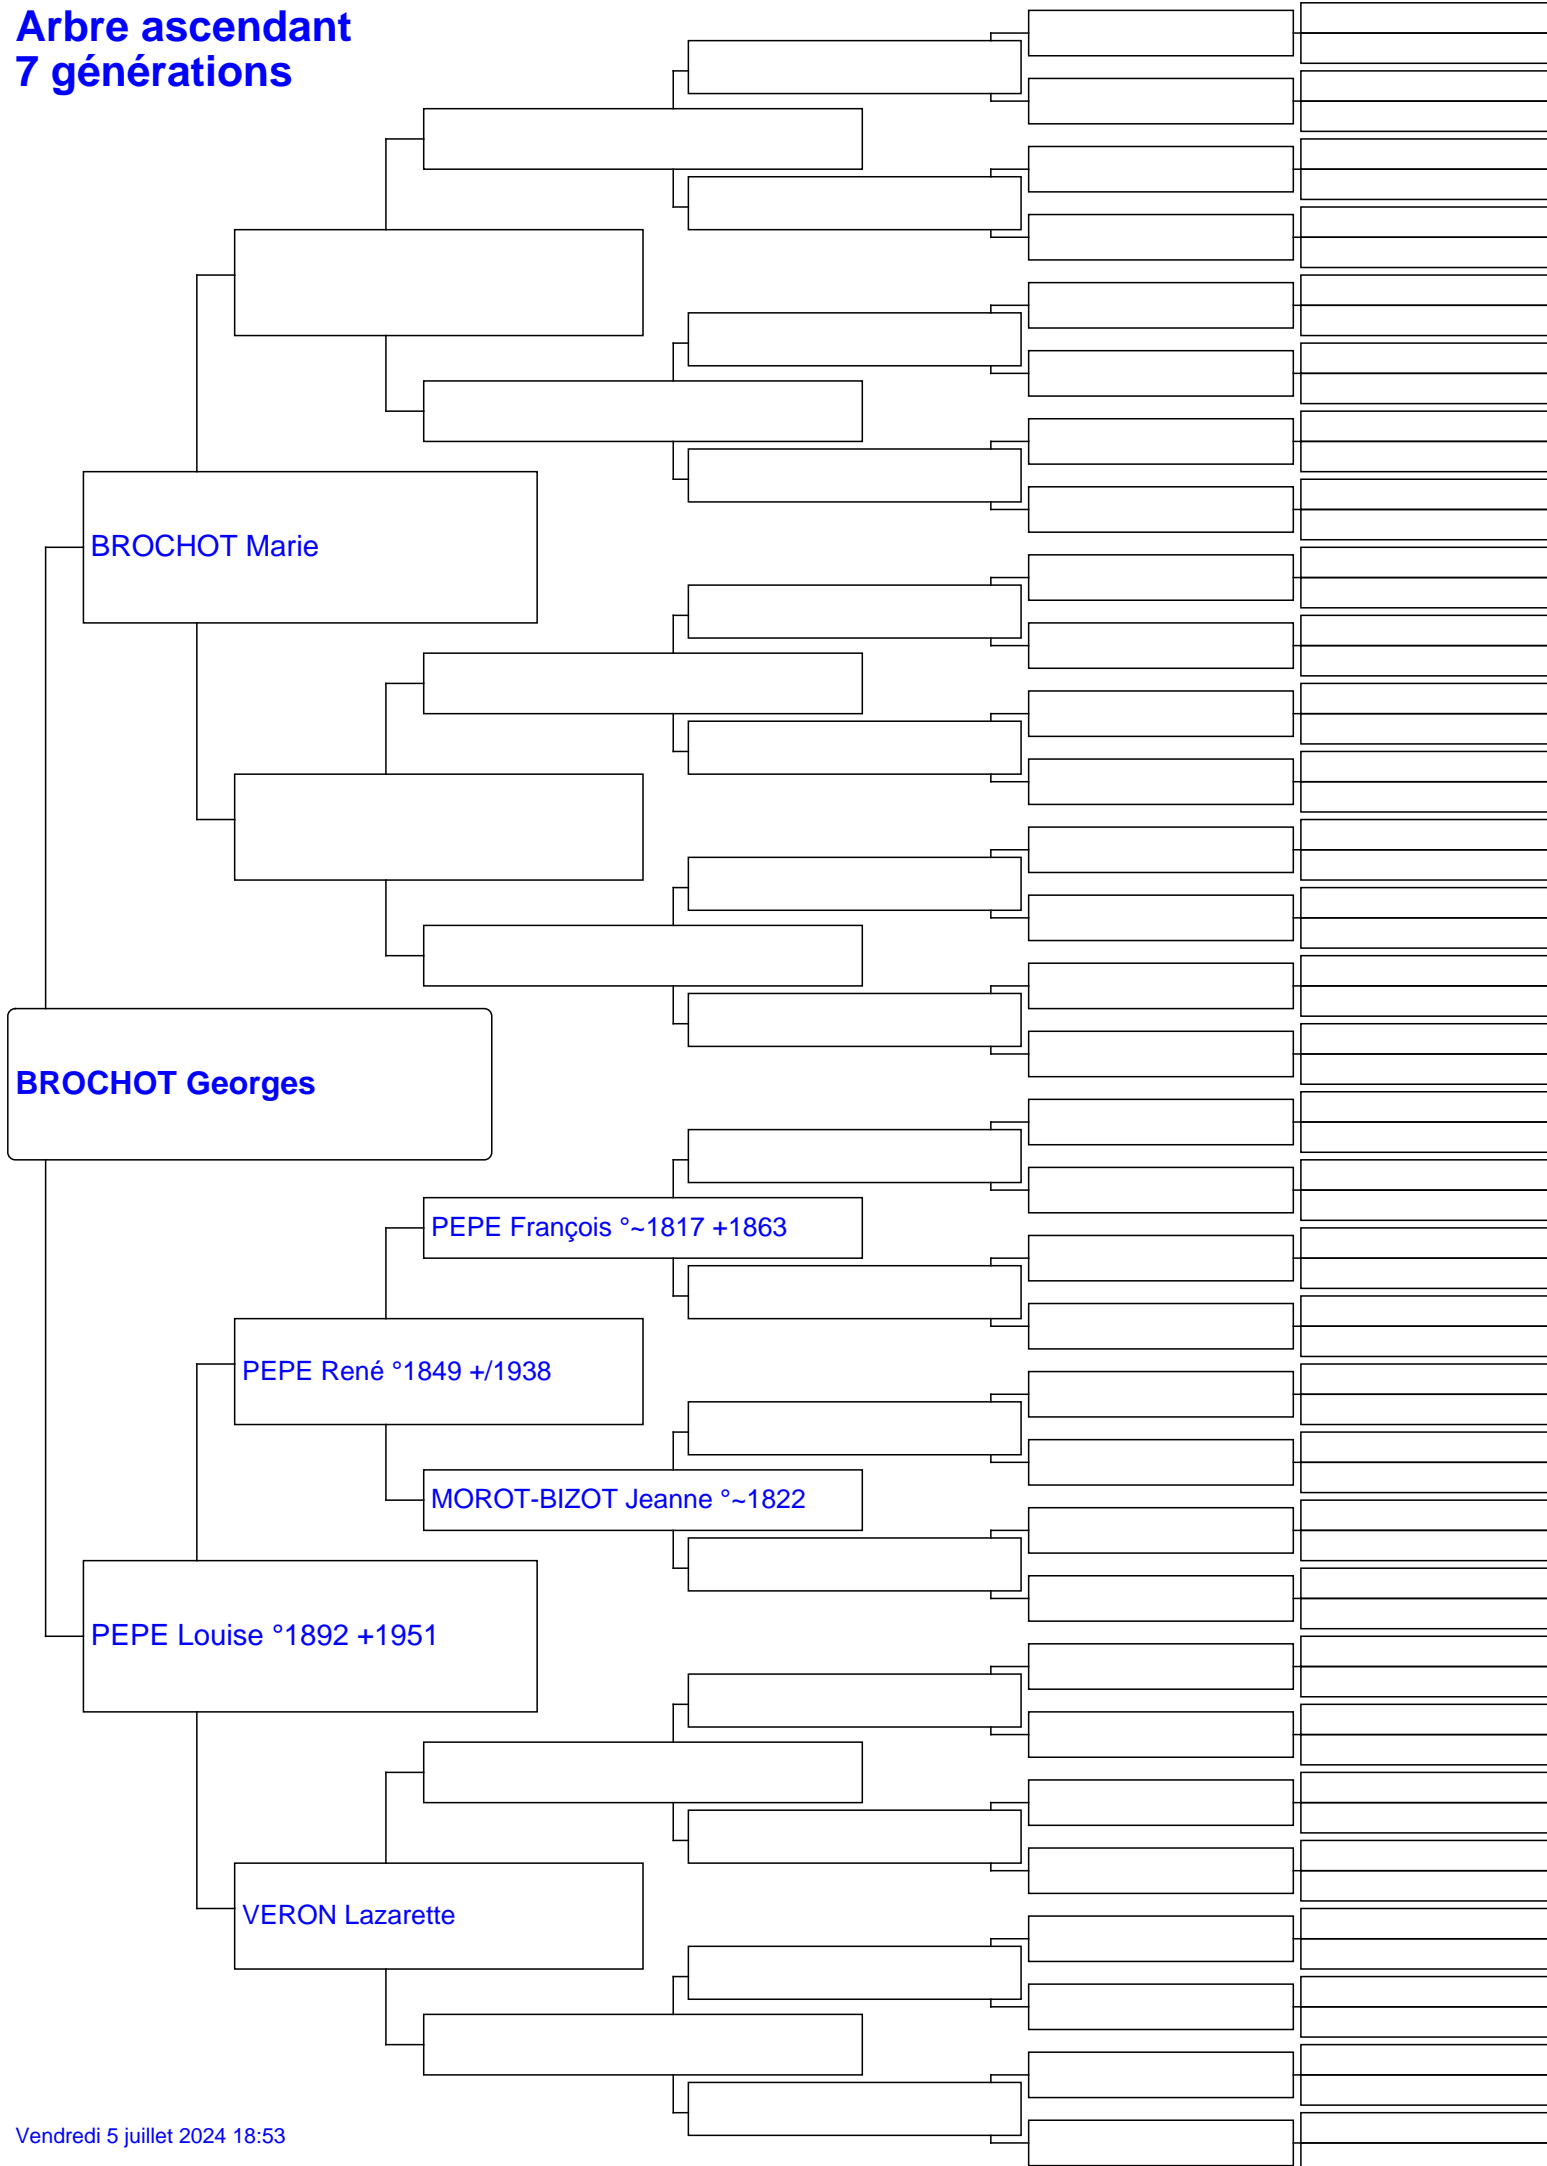 Arbre ascendant
7 générations
BROCHOT Marie
BROCHOT Georges
PEPE François °~1817 +1863
PEPE René °1849 +/1938
MOROT-BIZOT Jeanne °~1822
PEPE Louise °1892 +1951
VERON Lazarette
Vendredi 5 juillet 2024 18:53